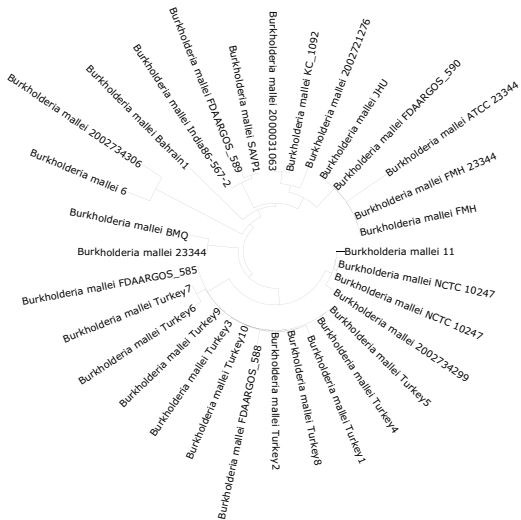 Burkholderia mallei 11
Burkholderia mallei FMH
Burkholderia mallei FMH 23344
Burkholderia mallei ATCC 23344
Burkholderia mallei FDAARGOS_590
Burkholderia mallei JHU
Burkholderia mallei 2002721276
Burkholderia mallei KC_1092
Burkholderia mallei 2000031063
Burkholderia mallei SAVP1
Burkholderia mallei FDAARGOS_589
Burkholderia mallei India86-567-2
Burkholderia mallei Bahrain1
Burkholderia mallei 2002734306
Burkholderia mallei 6
Burkholderia mallei BMQ
Burkholderia mallei 23344
Burkholderia mallei FDAARGOS_585
Burkholderia mallei Turkey7
Burkholderia mallei Turkey6
Burkholderia mallei Turkey9
Burkholderia mallei Turkey3
Burkholderia mallei Turkey10
Burkholderia mallei FDAARGOS_588
Burkholderia mallei Turkey2
Burkholderia mallei Turkey8
Burkholderia mallei Turkey1
Burkholderia mallei Turkey4
Burkholderia mallei Turkey5
Burkholderia mallei 2002734299
Burkholderia mallei NCTC 10247
Burkholderia mallei NCTC 10247